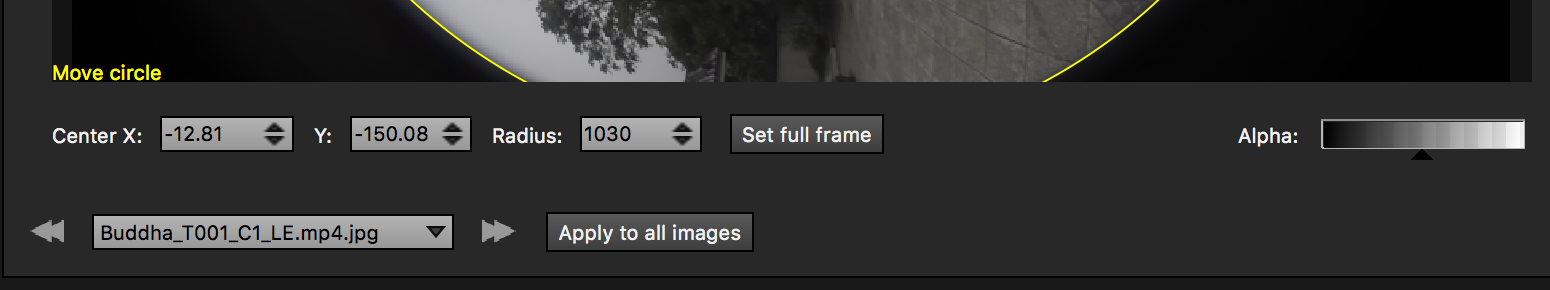 Move circle
Center X: -12.81 Y: -150.08 Radius: 1030 Set full frame Alpha:
Buddha_T001_C1_LE.mp4.jpg Apply to all images